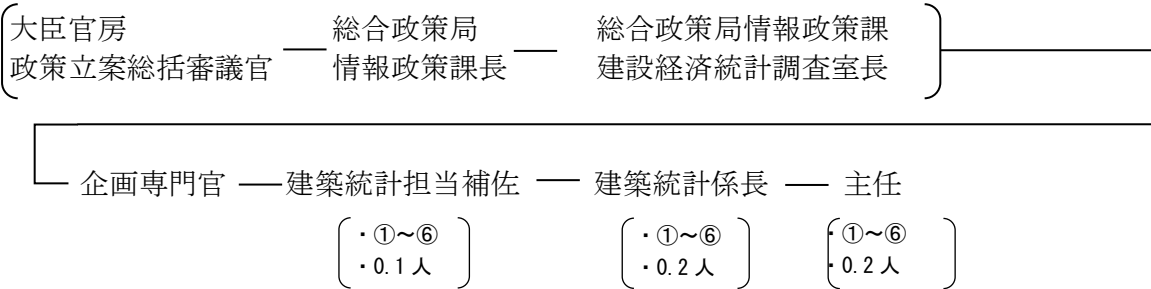 大臣官房 総合政策局 総合政策局情報政策課
政策立案総括審議官 情報政策課長 建設経済統計調査室長
企画専門官 建築統計担当補佐 建築統計係長 主任
・①~⑥ ・①~⑥ ・①~⑥
・0.1人 ・0.2人 ・0.2人